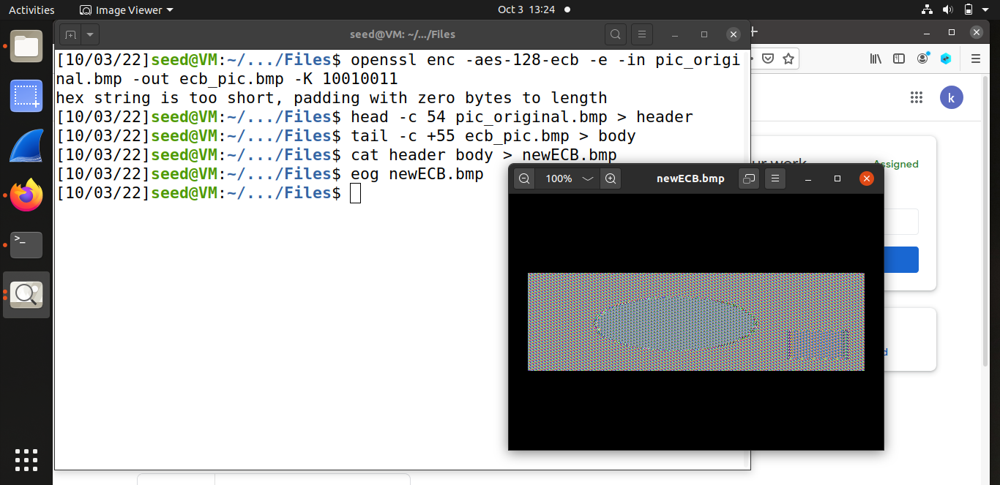 Activities
Image Viewer
Oct 3 13:24
seed@VM: ~/.../Files
[10/03/22]seed@VM:~/.../Files$ openssl enc -aes-128-ecb -e -in pic_origi
nal.bmp -out ecb_pic.bmp -K 10010011
hex string is too short, padding with zero bytes to length
[10/03/22]seed@VM:~/.../Files$ head -c 54 pic_original.bmp > header
[10/03/22]seed@VM:~/.../Files$ tail -c +55 ecb_pic.bmp > body
[10/03/22]seed@VM:~/.../Files$ cat header body > newECB.bmp
[10/03/22]seed@VM:~/.../Files$ eog newECB.bmp
[10/03/22]seed@VM:~/.../Files$
100%
newECB.bmp
k
work
Assigned